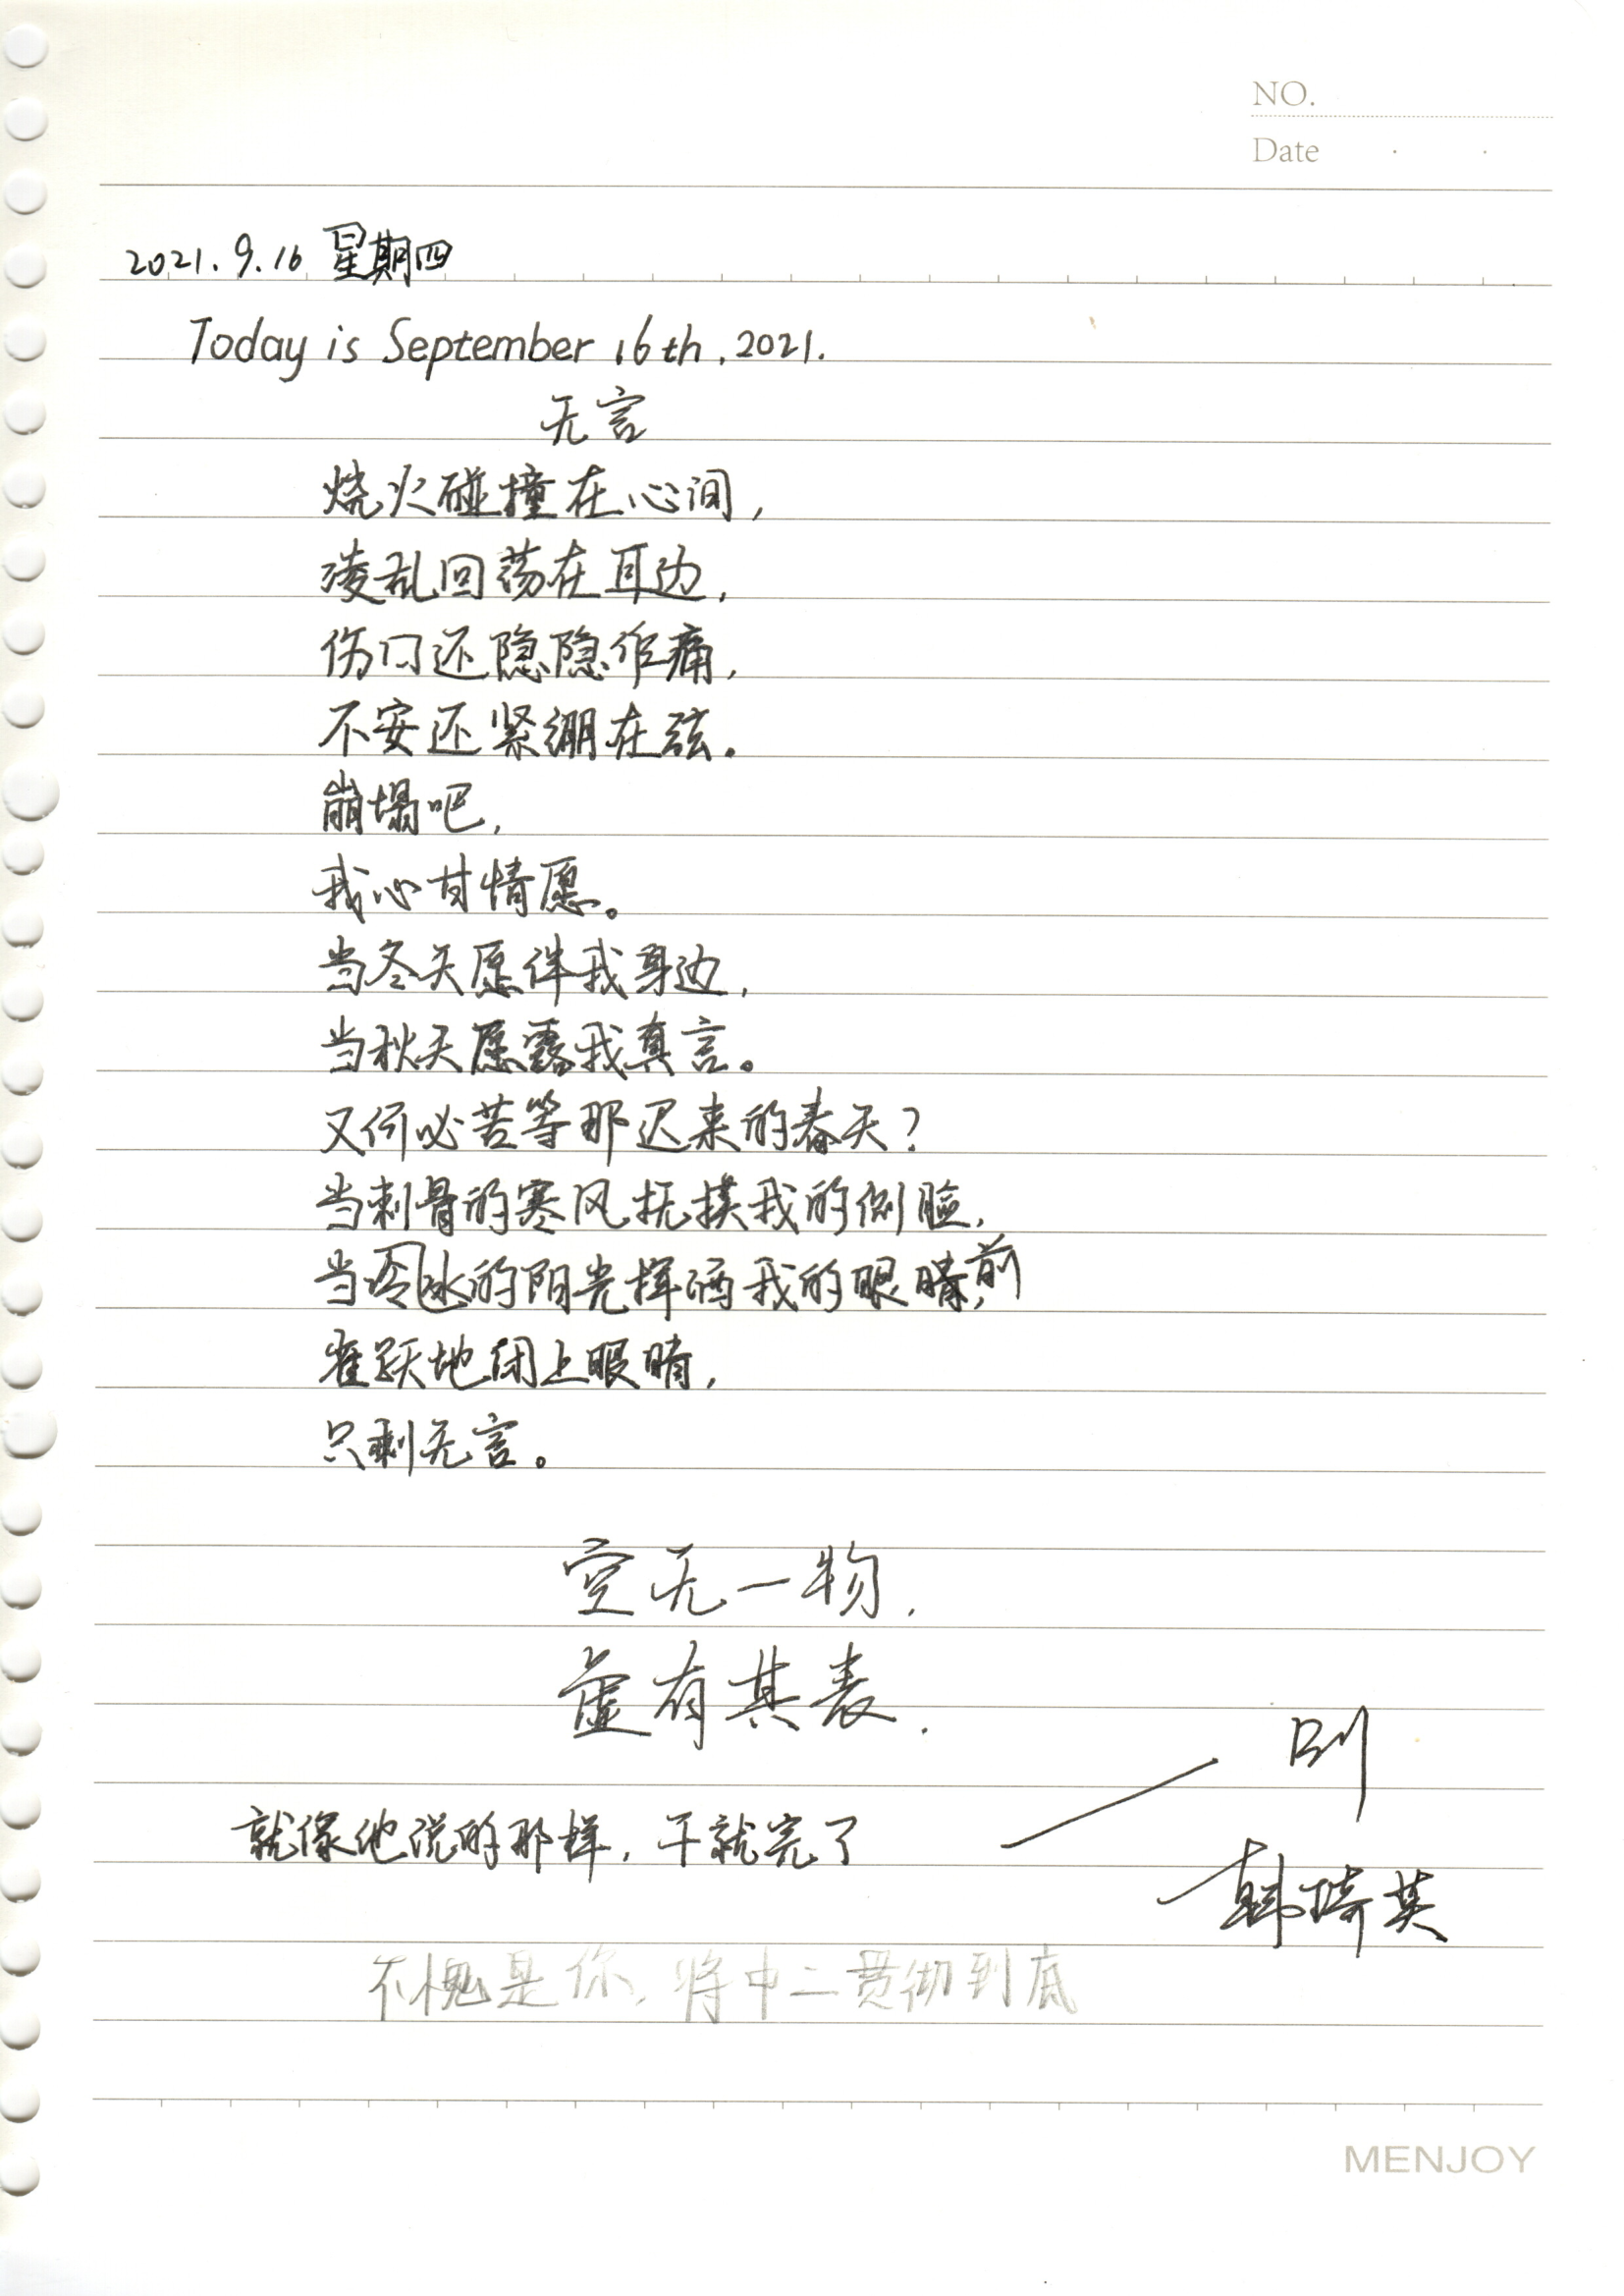 NO.
Date
2021.9.16 星期四
Today is September 16th, 2021.
无言
烧火碰撞在心间，
凌乱回荡在耳边，
伤口还隐隐作痛，
不安还紧绷在弦。
崩塌吧，
我心甘情愿。
当冬天愿伴我身边，
当秋天愿露我真言。
又何必苦等那迟来的春天？
当刺骨的寒风抚摸我的侧脸，
当冷冰的阳光挥洒我的眼睛前，
雀跃地闭上眼睛，
只剩无言。
空无一物，
虚有其表.
别
就像他说的那样，干就完了
韩琦英
不愧是你，将中二贯彻到底
MENJOY